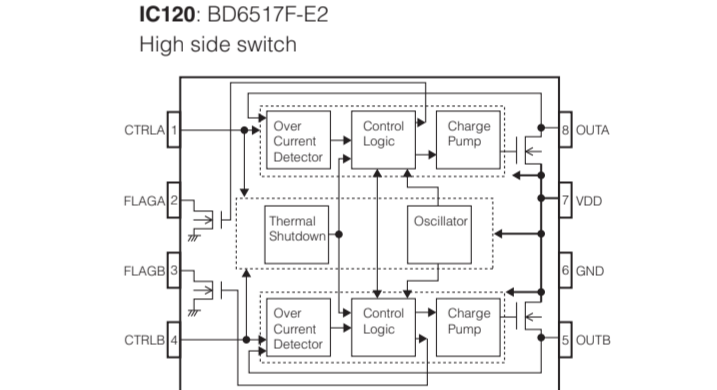 IC120: BD6517F-E2
High side switch
CTRLA 1
FLAGA 2
FLAGB 3
CTRLB 4
Over
Current
Detector
Control
Logic
Charge
Pump
Thermal
Shutdown
Oscillator
Over
Current
Detector
Control
Logic
Charge
Pump
8 OUTA
7 VDD
6 GND
5 OUTB